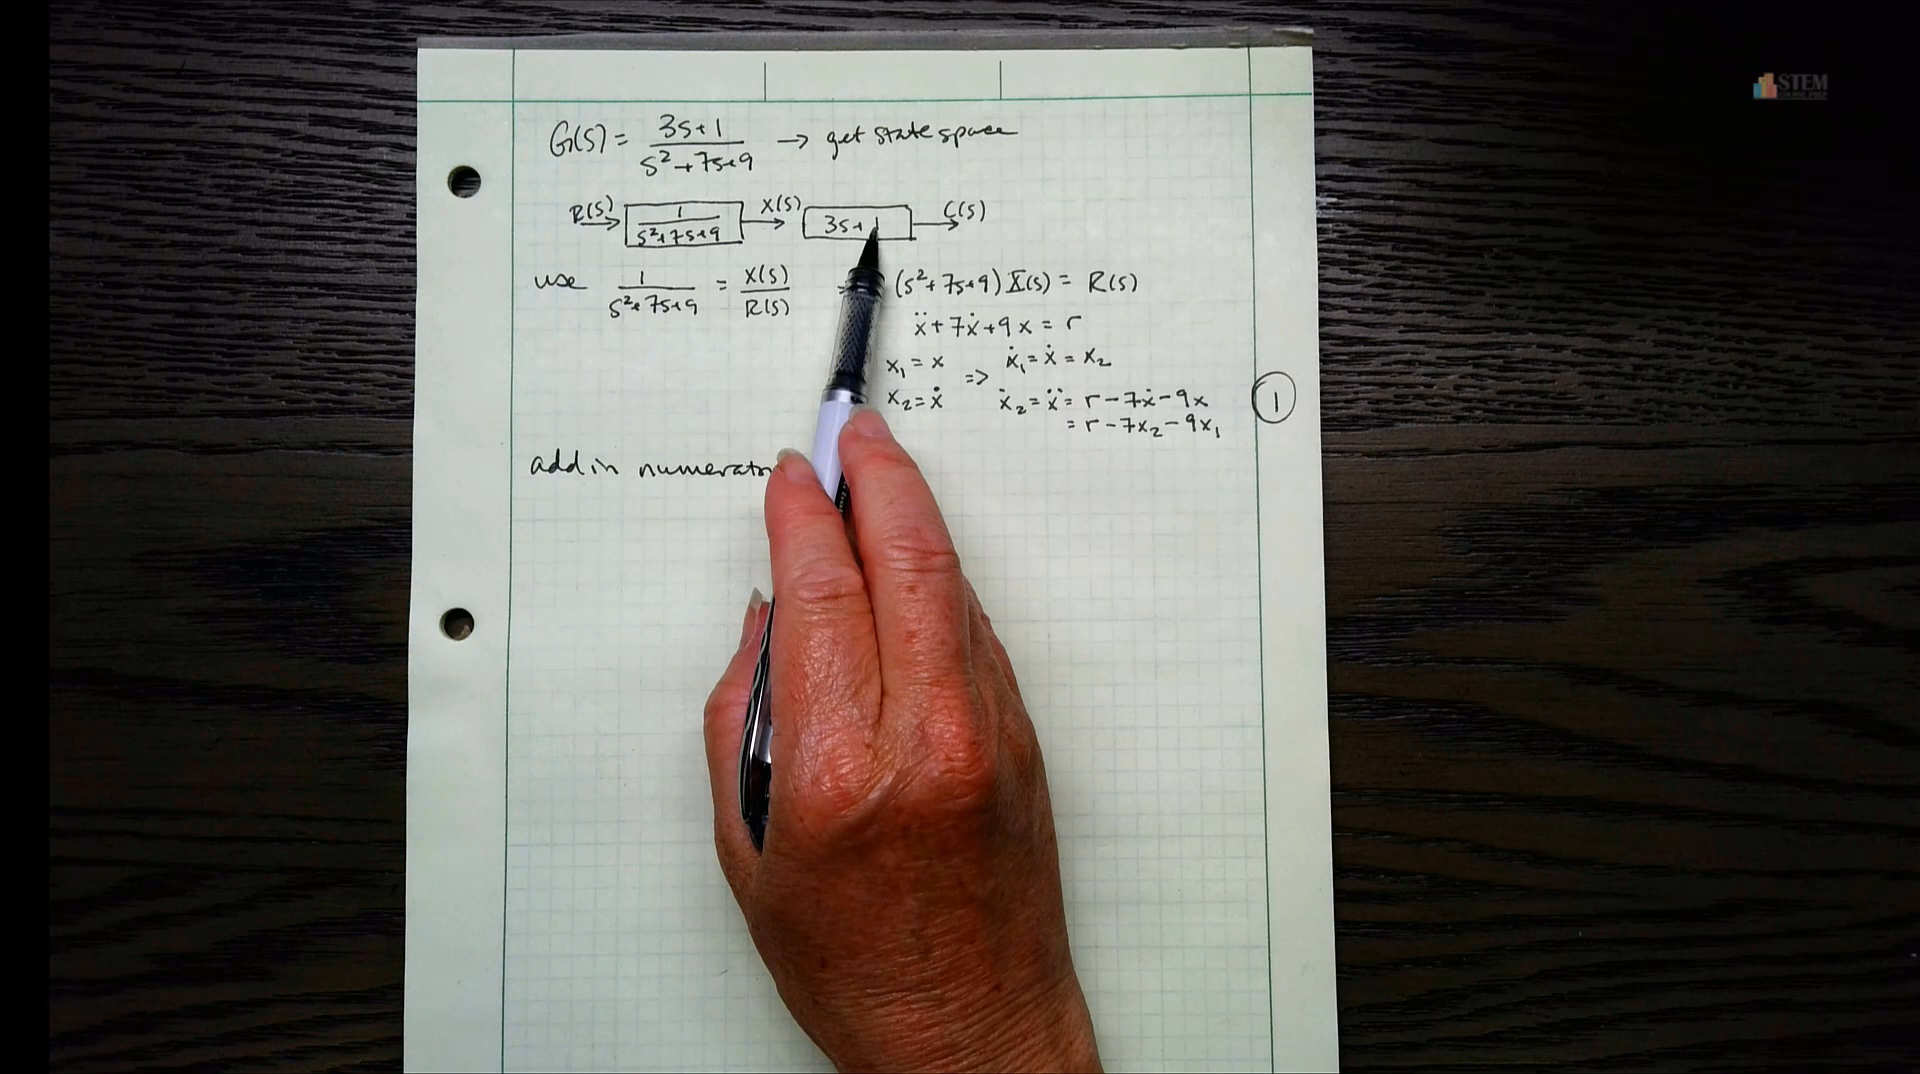 G(s) = 3s+1 / s²+7s+9 → get state space
R(s) → 1 / s²+7s+9 → X(s) 3s+1 → C(s)
use 1 / s²+7s+9 = X(s) / R(s) (s²+7s+9) X(s) = R(s)
ẍ + 7ẋ + 9x = r
x₁ = x => ẋ₁ = ẋ = x₂
x₂ = ẋ ẋ₂ = ẍ = r - 7ẋ - 9x
= r - 7x₂ - 9x₁
1
add in numerator
STEM